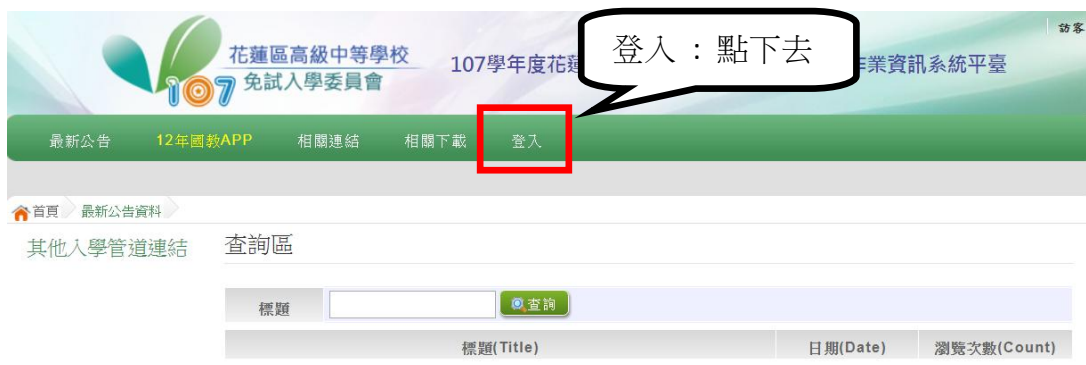 訪客
花蓮區高級中等學校
免試入學委員會
107
107學年度花蓮
作業資訊系統平臺
登入：點下去
最新公告 12年國教APP 相關連結 相關下載 登入
首頁 最新公告資料
其他入學管道連結
查詢區
標題 查詢
標題(Title) 日期(Date) 瀏覽次數(Count)